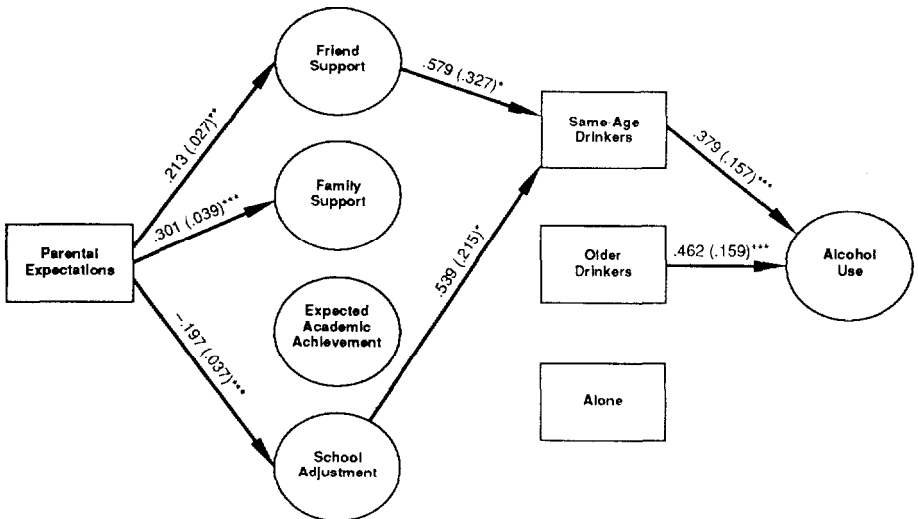 Friend
Support
.579 (.327)*
Same-Age
Drinkers
.213 (.027)**
.379 (.157)***
Family
Support
.301 (.039)***
Parental
Expectations
.539 (.215)*
Older
Drinkers
.462 (.159)***
Alcohol
Use
Expected
Academic
Achievement
–.197 (.037)***
Alone
School
Adjustment